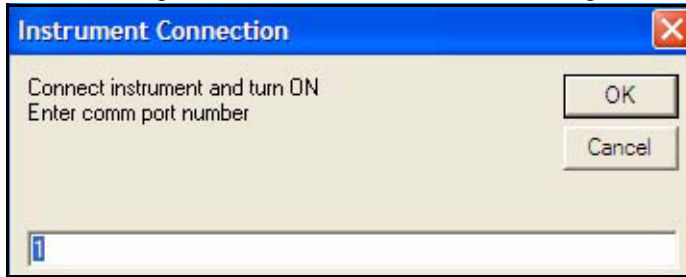 Instrument Connection
Connect instrument and turn ON
Enter comm port number
OK
Cancel
1